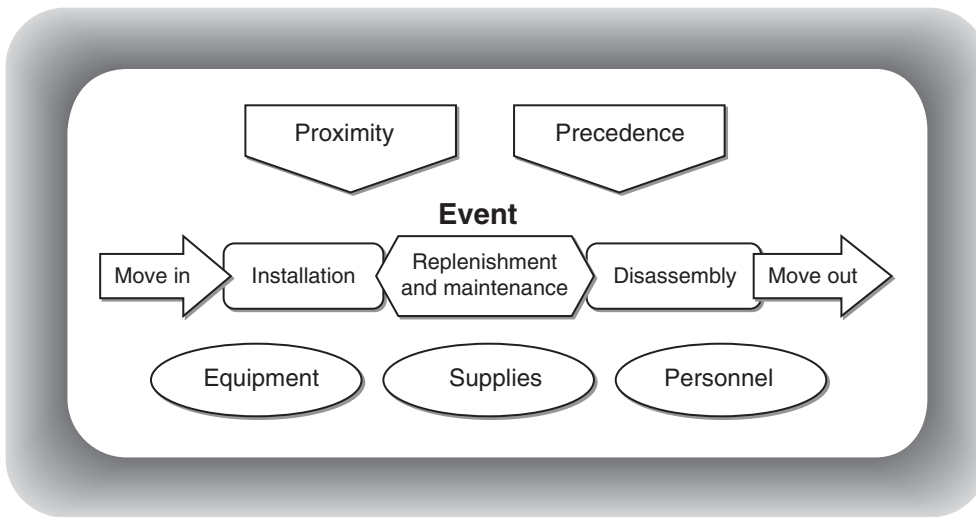 Proximity
Precedence
Event
Move in
Installation
Replenishment
and maintenance
Disassembly
Move out
Equipment
Supplies
Personnel